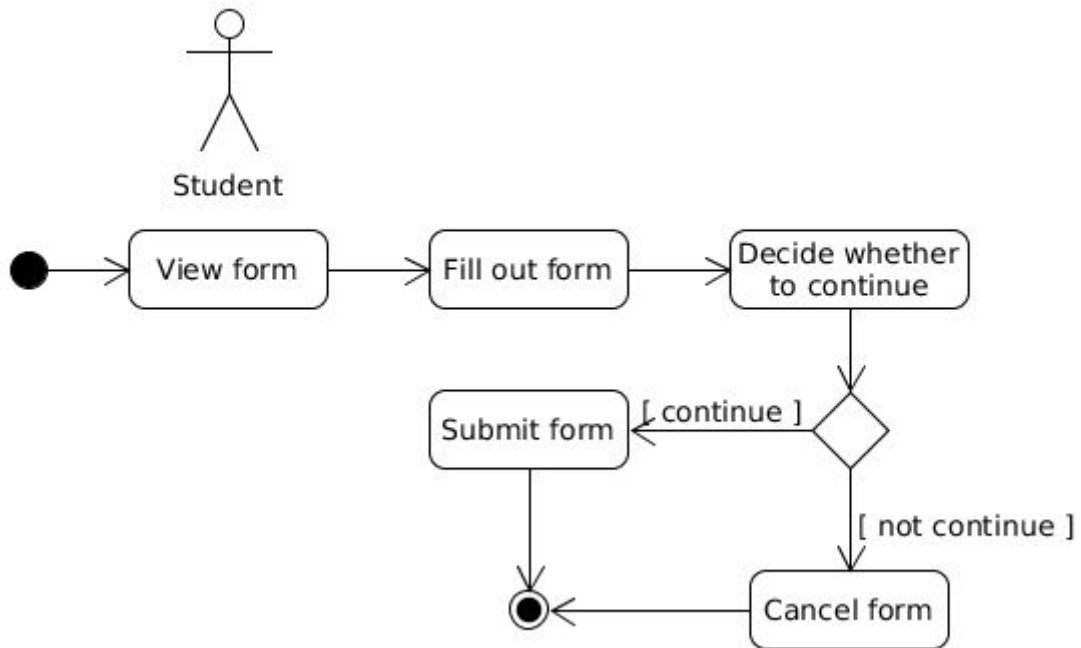 Student
View form
Fill out form
Decide whether
to continue
[ continue ]
Submit form
[ not continue ]
Cancel form